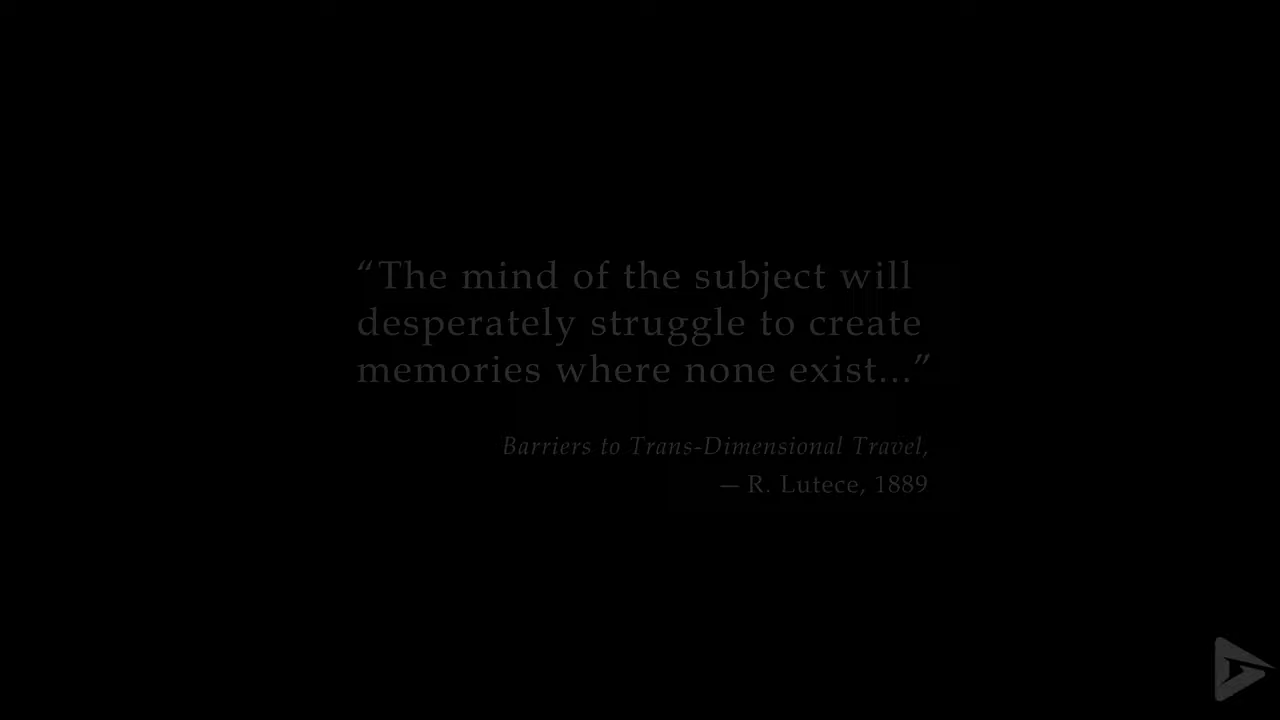 “The mind of the subject will
desperately struggle to create
memories where none exist...”
Barriers to Trans-Dimensional Travel,
— R. Lutece, 1889